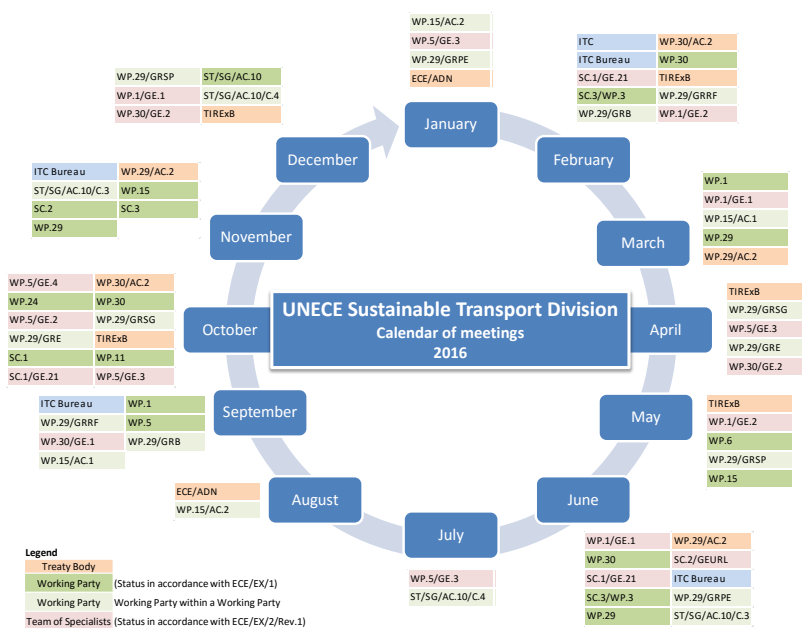 WP.15/AC.2
WP.5/GE.3
WP.29/GRPE
ECE/ADN
January
ITC WP.30/AC.2
ITC Bureau WP.30
SC.1/GE.21 TIRExB
SC.3/WP.3 WP.29/GRRF
WP.29/GRB WP.1/GE.2
February
WP.1
WP.1/GE.1
WP.15/AC.1
WP.29
WP.29/AC.2
March
TIRExB
WP.29/GRSG
WP.5/GE.3
WP.29/GRE
WP.30/GE.2
April
TIRExB
WP.1/GE.2
WP.6
WP.29/GRSP
WP.15
May
WP.1/GE.1 WP.29/AC.2
WP.30 SC.2/GEURL
SC.1/GE.21 ITC Bureau
SC.3/WP.3 WP.29/GRPE
WP.29 ST/SG/AC.10/C.3
June
July
WP.5/GE.3
ST/SG/AC.10/C.4
ECE/ADN
WP.15/AC.2
August
ITC Bureau WP.1
WP.29/GRRF WP.5
WP.30/GE.1 WP.29/GRB
WP.15/AC.1
September
WP.5/GE.4 WP.30/AC.2
WP.24 WP.30
WP.5/GE.2 WP.29/GRSG
WP.29/GRE TIRExB
SC.1 WP.11
SC.1/GE.21 WP.5/GE.3
October
ITC Bureau WP.29/AC.2
ST/SG/AC.10/C.3 WP.15
SC.2 SC.3
WP.29
November
WP.29/GRSP ST/SG/AC.10
WP.1/GE.1 ST/SG/AC.10/C.4
WP.30/GE.2 TIRExB
December
UNECE Sustainable Transport Division
Calendar of meetings
2016
Legend
Treaty Body
Working Party (Status in accordance with ECE/EX/1)
Working Party Working Party within a Working Party
Team of Specialists (Status in accordance with ECE/EX/2/Rev.1)